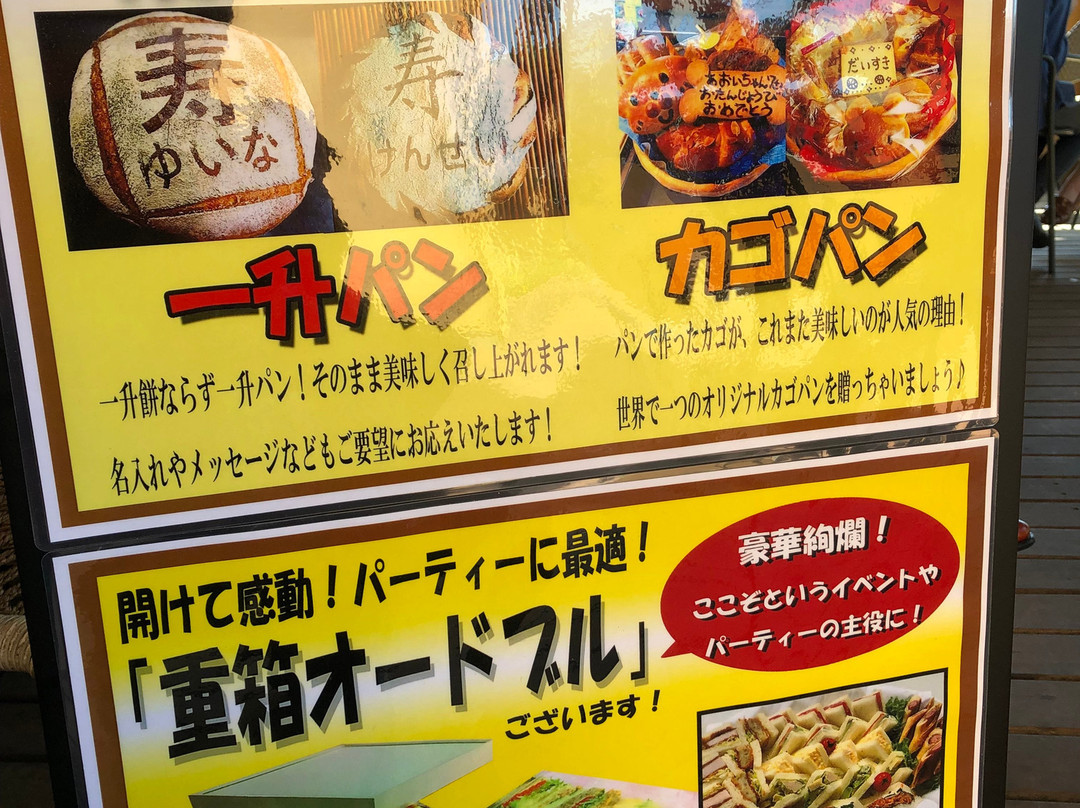 寿
ゆいな
寿
けんせい
あおいちゃん
おたんじょうび
おめでとう
だいすき
一升パン
一升餅ならず一升パン！そのまま美味しく召し上がれます！
名入れやメッセージなどもご要望にお応えいたします！
カゴパン
パンで作ったカゴが、これまた美味しいのが人気の理由！
世界で一つのオリジナルカゴパンを贈っちゃいましょう♪
開けて感動！パーティーに最適！
「重箱オードブル」
ございます！
豪華絢爛！
ここぞというイベントや
パーティーの主役に！